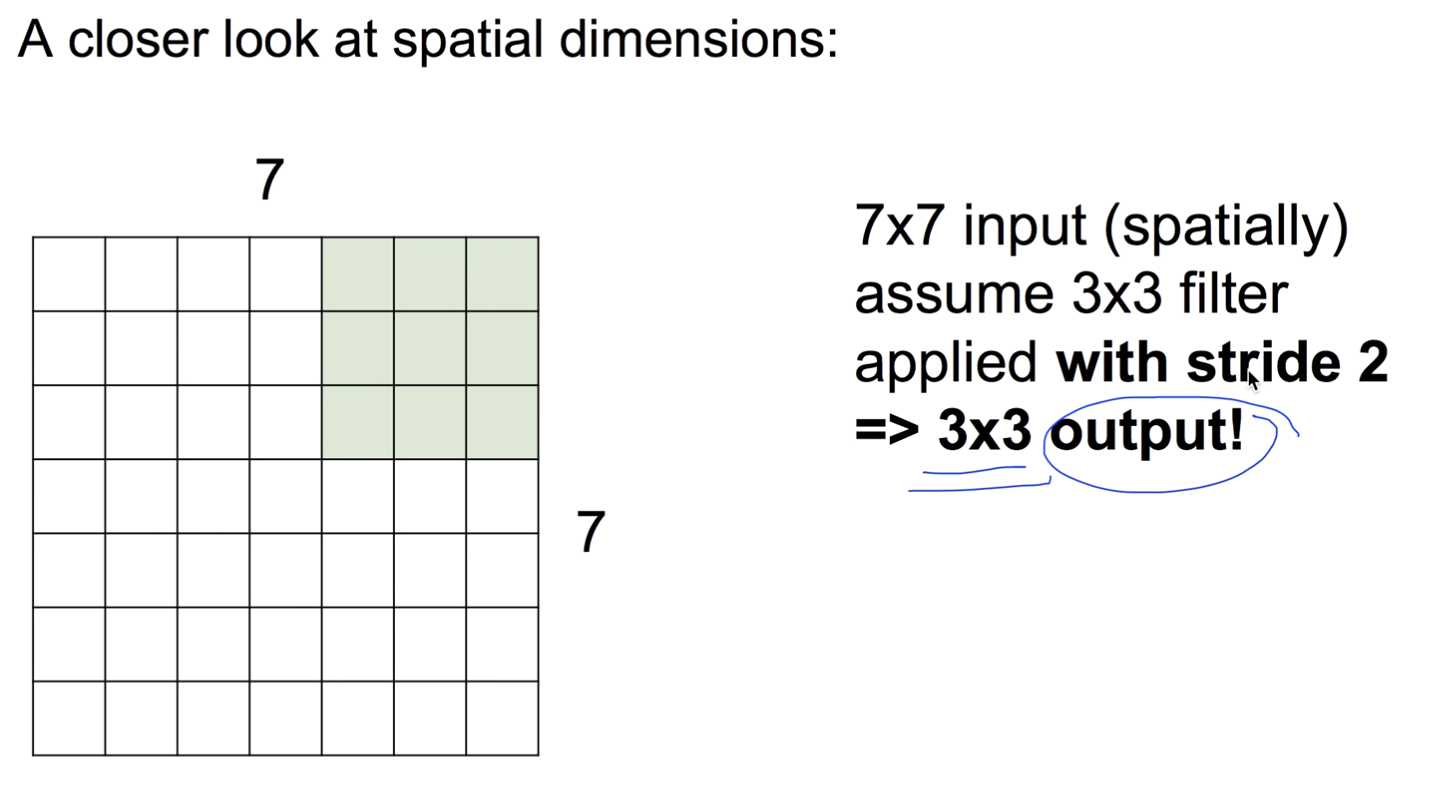 A closer look at spatial dimensions:
7
7x7 input (spatially)
assume 3x3 filter
applied with stride 2
=> 3x3 output!
7